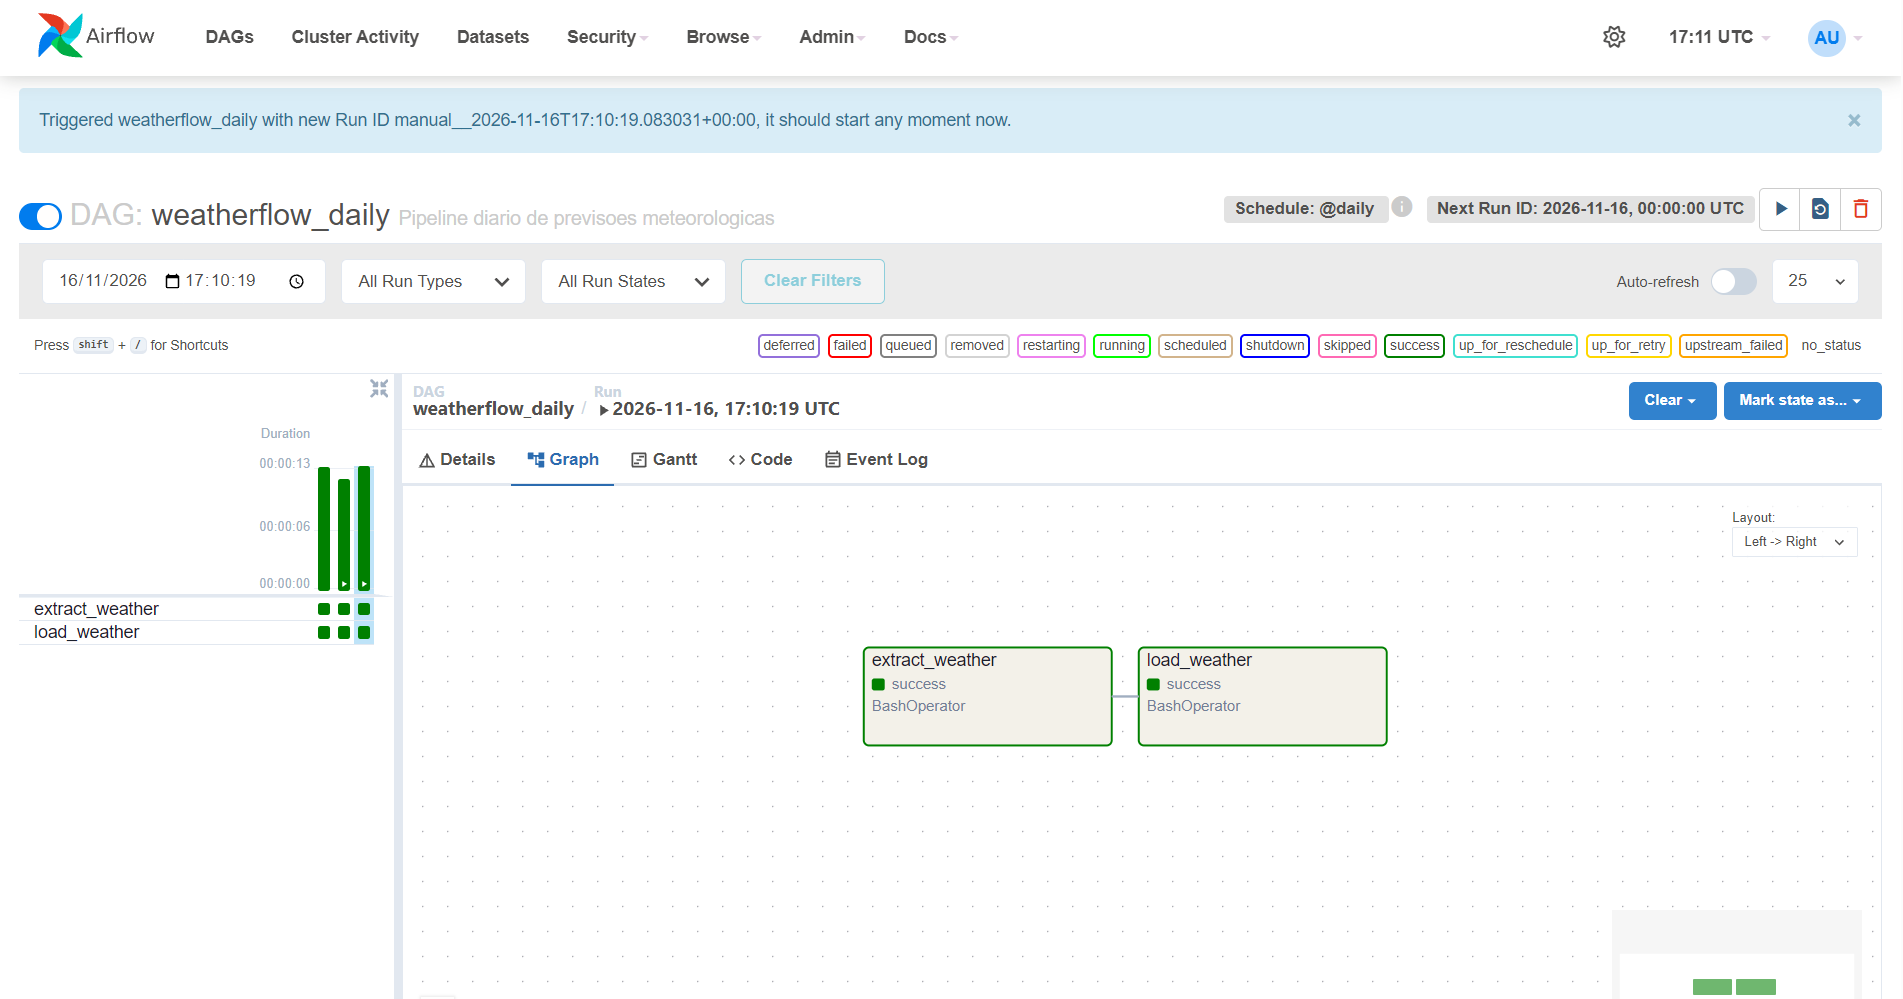 Airflow DAGs Cluster Activity Datasets Security Browse Admin Docs 17:11 UTC AU
Triggered weatherflow_daily with new Run ID manual__2026-11-16T17:10:19.083031+00:00, it should start any moment now. ×
DAG: weatherflow_daily Pipeline diario de previsoes meteorologicas Schedule: @daily i Next Run ID: 2026-11-16, 00:00:00 UTC
16/11/2026 17:10:19 All Run Types All Run States Clear Filters Auto-refresh 25
Press shift + / for Shortcuts deferred failed queued removed restarting running scheduled shutdown skipped success up_for_reschedule up_for_retry upstream_failed no_status
DAG Run
weatherflow_daily / 2026-11-16, 17:10:19 UTC Clear Mark state as...
Duration
00:00:13
00:00:06
00:00:00
extract_weather
load_weather
Details Graph Gantt Code Event Log
Layout:
Left -> Right
extract_weather
success
BashOperator
load_weather
success
BashOperator